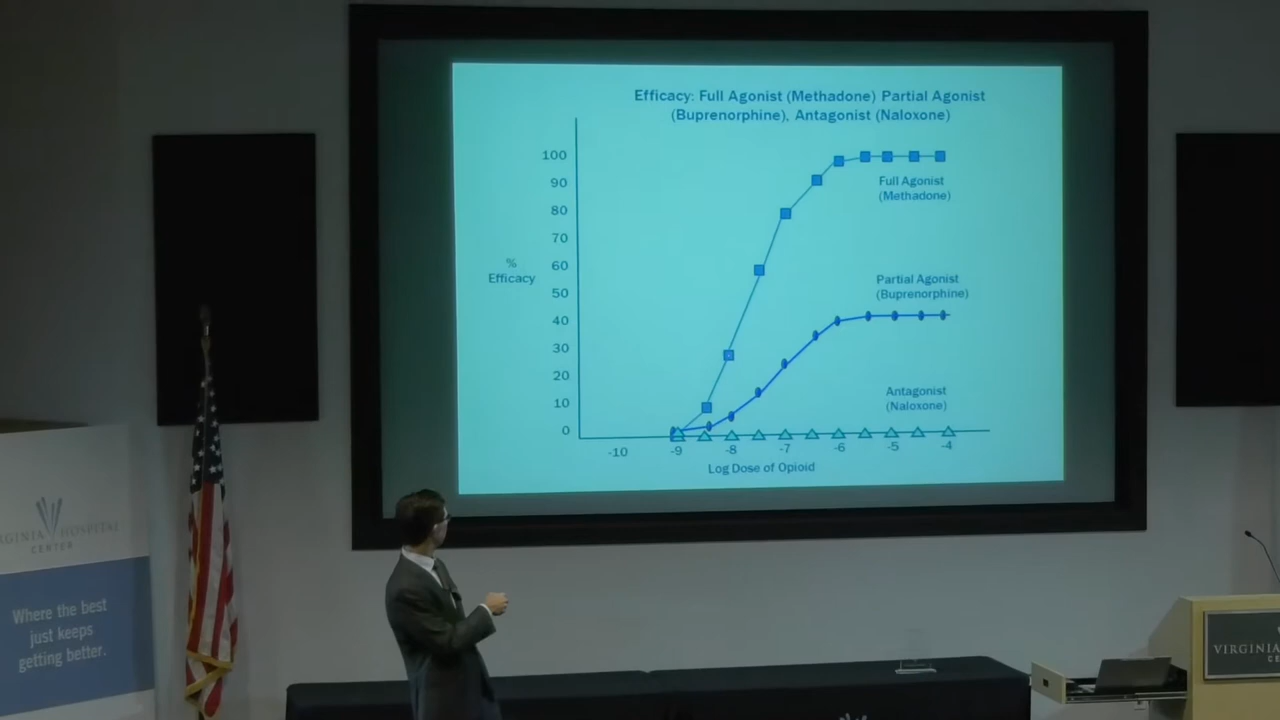 Efficacy: Full Agonist (Methadone) Partial Agonist
(Buprenorphine), Antagonist (Naloxone)
100
90
80
70
60
50
40
30
20
10
0
%
Efficacy
Full Agonist
(Methadone)
Partial Agonist
(Buprenorphine)
Antagonist
(Naloxone)
-10
-9
-8
-7
-6
-5
-4
Log Dose of Opioid
HOSPITAL
CENTER
Where the best
just keeps
getting better.
VIRGINIA